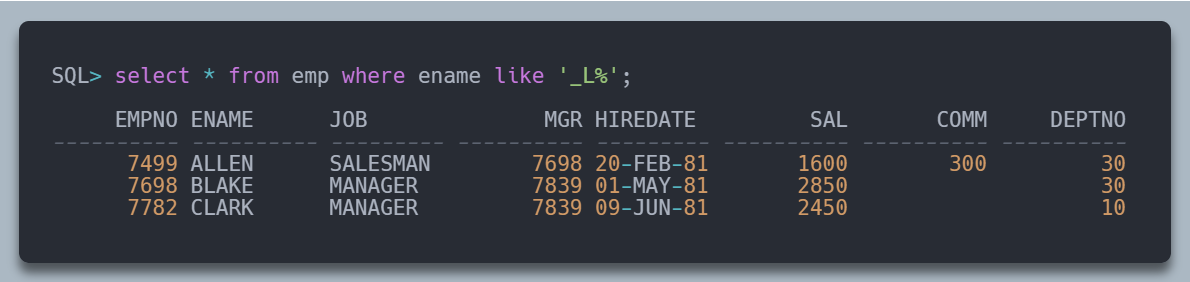 SQL> select * from emp where ename like '_L%';
     EMPNO ENAME      JOB              MGR HIREDATE         SAL       COMM     DEPTNO
---------- ---------- --------- ---------- --------- ---------- ---------- ----------
      7499 ALLEN      SALESMAN        7698 20-FEB-81       1600        300         30
      7698 BLAKE      MANAGER         7839 01-MAY-81       2850                    30
      7782 CLARK      MANAGER         7839 09-JUN-81       2450                    10